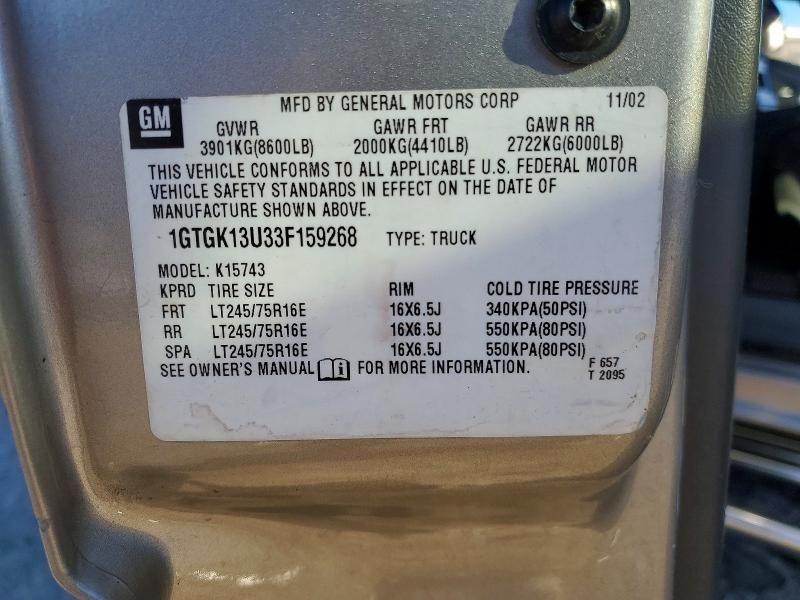 GM
MFD BY GENERAL MOTORS CORP 11/02
GVWR GAWR FRT GAWR RR
3901KG(8600LB) 2000KG(4410LB) 2722KG(6000LB)
THIS VEHICLE CONFORMS TO ALL APPLICABLE U.S. FEDERAL MOTOR
VEHICLE SAFETY STANDARDS IN EFFECT ON THE DATE OF
MANUFACTURE SHOWN ABOVE.
1GTGK13U33F159268 TYPE: TRUCK
MODEL: K15743
KPRD TIRE SIZE RIM COLD TIRE PRESSURE
FRT LT245/75R16E 16X6.5J 340KPA(50PSI)
RR LT245/75R16E 16X6.5J 550KPA(80PSI)
SPA LT245/75R16E 16X6.5J 550KPA(80PSI)
SEE OWNER'S MANUAL i FOR MORE INFORMATION.
F 657
T 2095